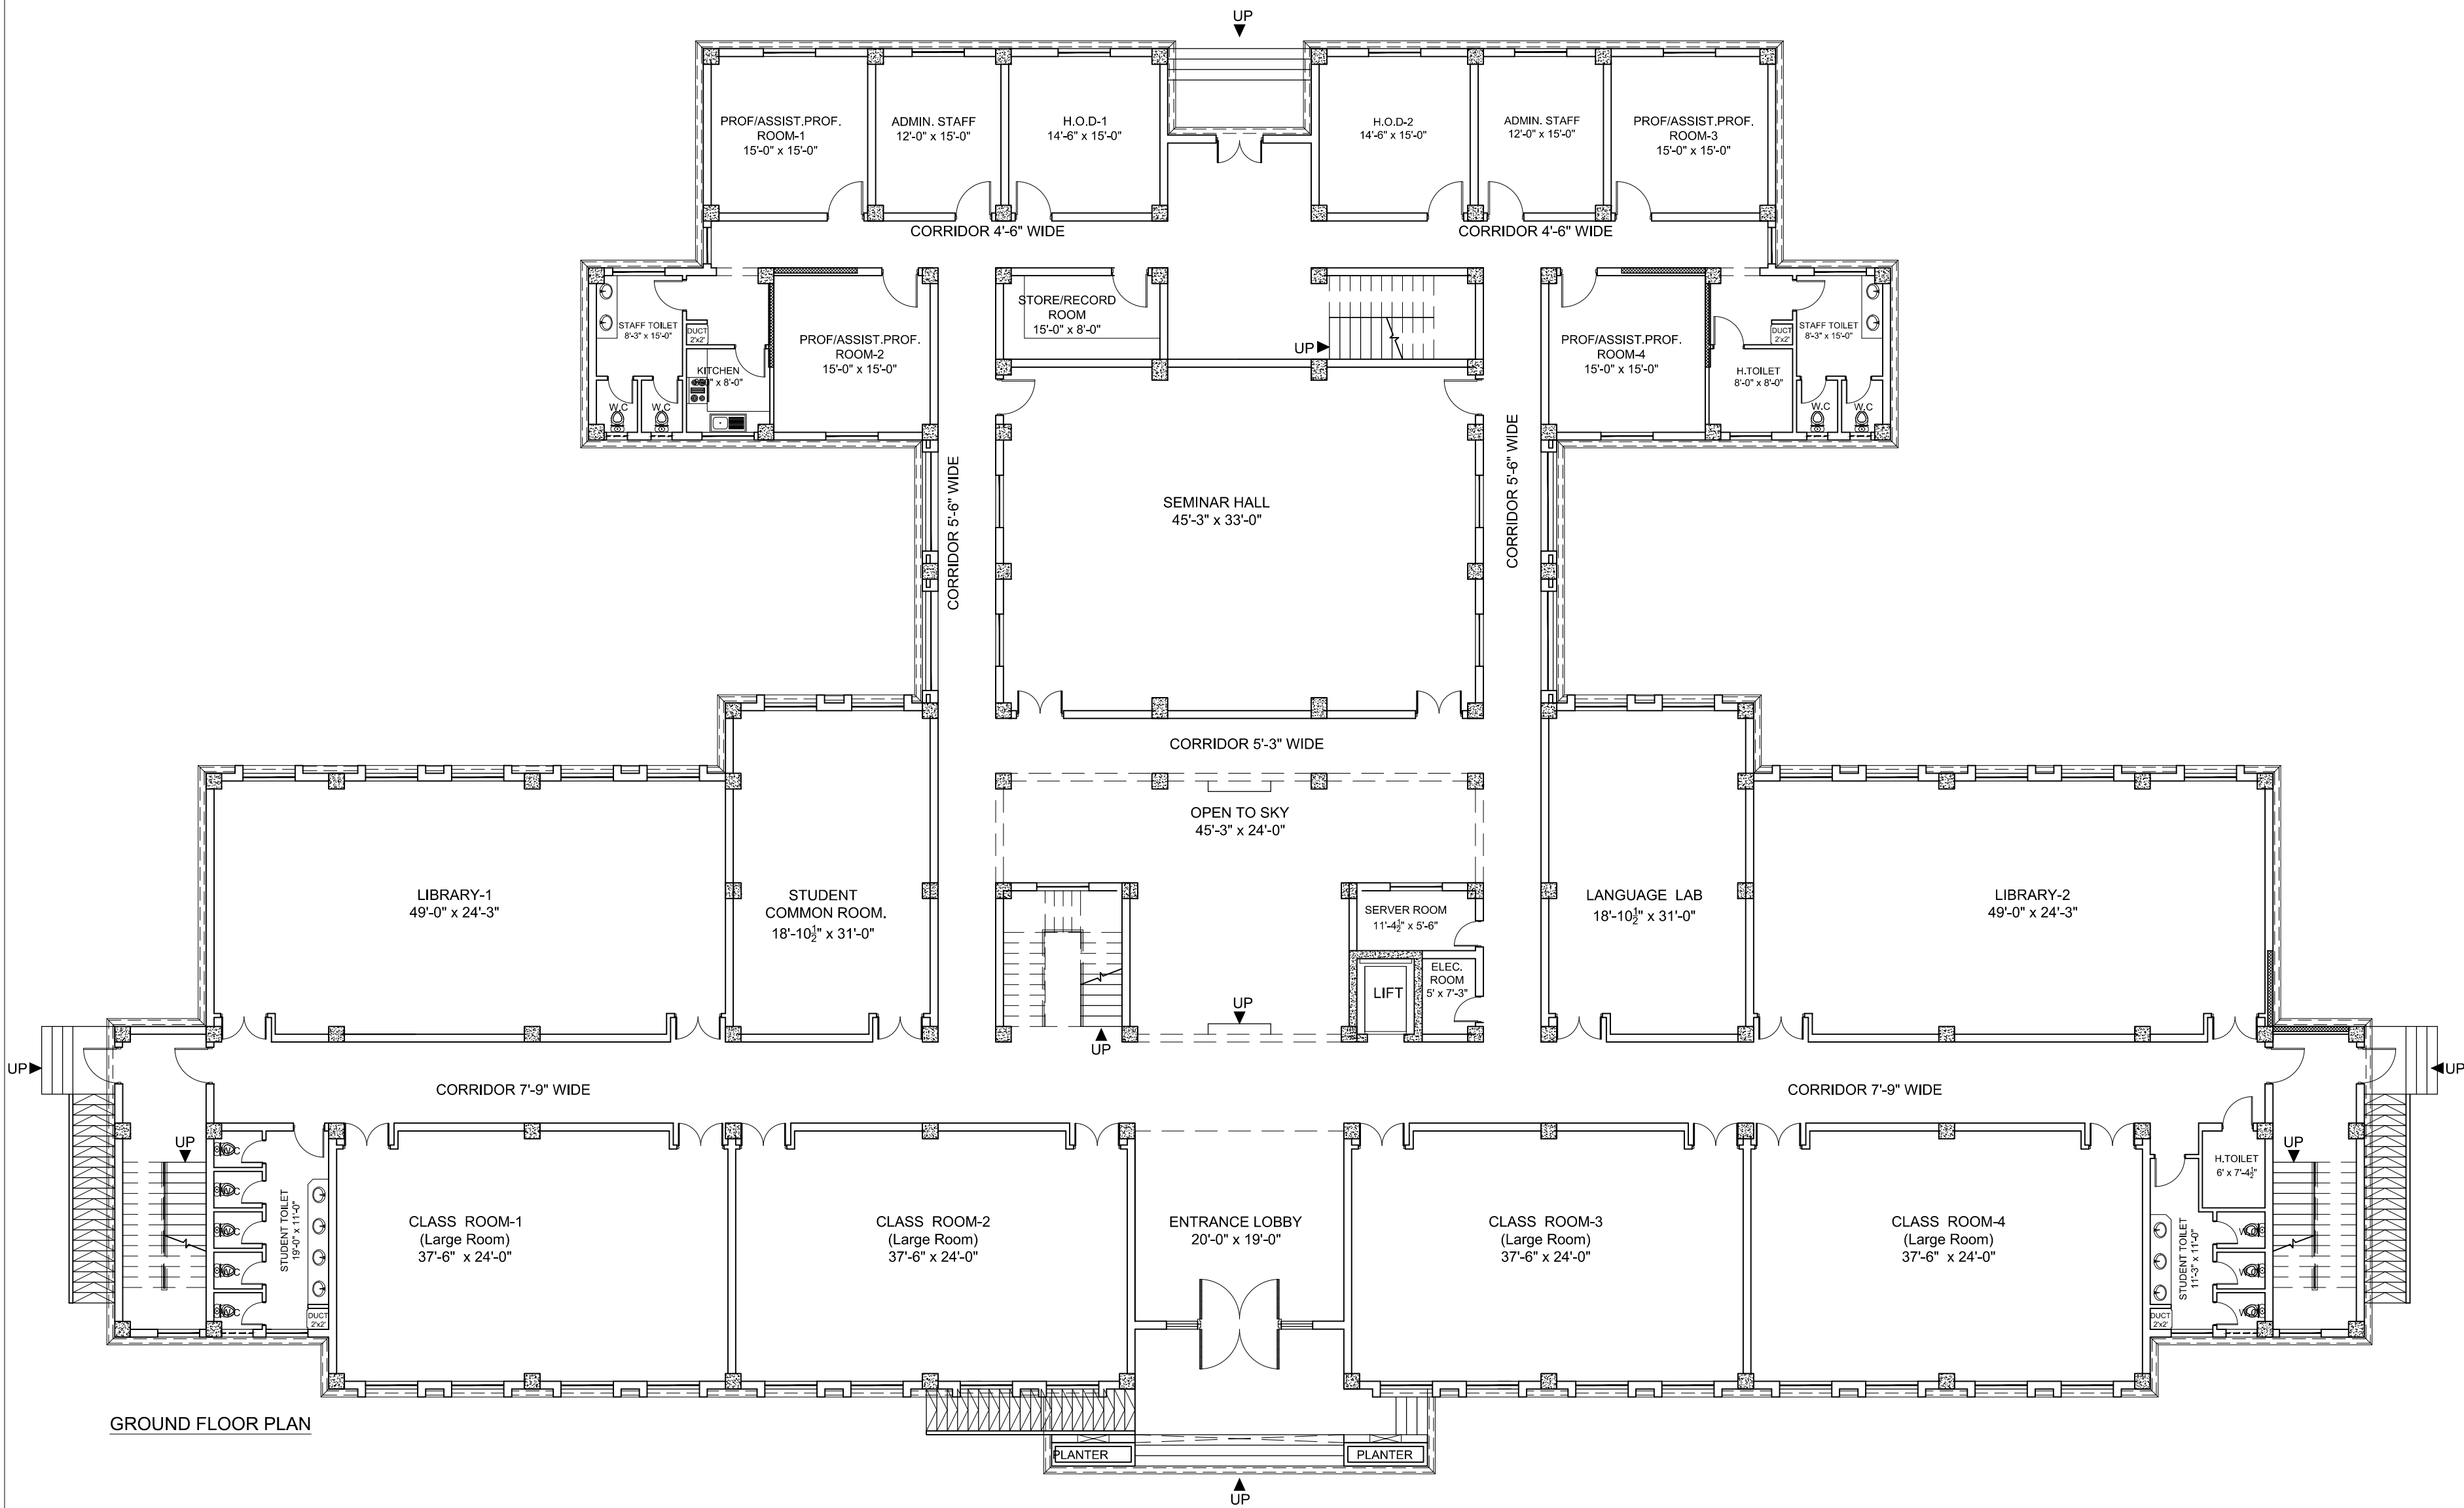 UP
PROF/ASSIST.PROF.
ROOM-1
15'-0" x 15'-0"
ADMIN. STAFF
12'-0" x 15'-0"
H.O.D-1
14'-6" x 15'-0"
H.O.D-2
14'-6" x 15'-0"
ADMIN. STAFF
12'-0" x 15'-0"
PROF/ASSIST.PROF.
ROOM-3
15'-0" x 15'-0"
CORRIDOR 4'-6" WIDE
CORRIDOR 4'-6" WIDE
STAFF TOILET
8'-3" x 15'-0"
DUCT
2'x2'
KITCHEN
x 8'-0"
W.C
W.C
PROF/ASSIST.PROF.
ROOM-2
15'-0" x 15'-0"
STORE/RECORD
ROOM
15'-0" x 8'-0"
UP
PROF/ASSIST.PROF.
ROOM-4
15'-0" x 15'-0"
DUCT
2'x2'
STAFF TOILET
8'-3" x 15'-0"
H.TOILET
8'-0" x 8'-0"
W.C
W.C
CORRIDOR 5'-6" WIDE
SEMINAR HALL
45'-3" x 33'-0"
CORRIDOR 5'-6" WIDE
CORRIDOR 5'-3" WIDE
OPEN TO SKY
45'-3" x 24'-0"
LIBRARY-1
49'-0" x 24'-3"
STUDENT
COMMON ROOM.
18'-10½" x 31'-0"
SERVER ROOM
11'-4½" x 5'-6"
ELEC.
ROOM
5' x 7'-3"
LIFT
UP
UP
LANGUAGE LAB
18'-10½" x 31'-0"
LIBRARY-2
49'-0" x 24'-3"
UP
CORRIDOR 7'-9" WIDE
CORRIDOR 7'-9" WIDE
UP
UP
W.C
W.C
W.C
W.C
W.C
STUDENT TOILET
19'-0" x 11'-0"
DUCT
2'x2'
CLASS ROOM-1
(Large Room)
37'-6" x 24'-0"
CLASS ROOM-2
(Large Room)
37'-6" x 24'-0"
ENTRANCE LOBBY
20'-0" x 19'-0"
CLASS ROOM-3
(Large Room)
37'-6" x 24'-0"
CLASS ROOM-4
(Large Room)
37'-6" x 24'-0"
H.TOILET
6' x 7'-4½"
STUDENT TOILET
11'-3" x 11'-0"
W.C
W.C
W.C
DUCT
2'x2'
UP
GROUND FLOOR PLAN
PLANTER
PLANTER
UP